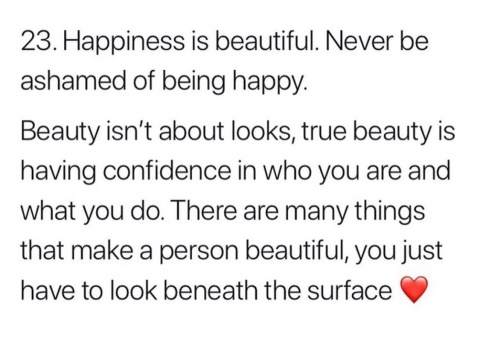 23. Happiness is beautiful. Never be
ashamed of being happy.
Beauty isn’t about looks, true beauty is
having confidence in who you are and
what you do. There are many things
that make a person beautiful, you just
have to look beneath the surface ❤️